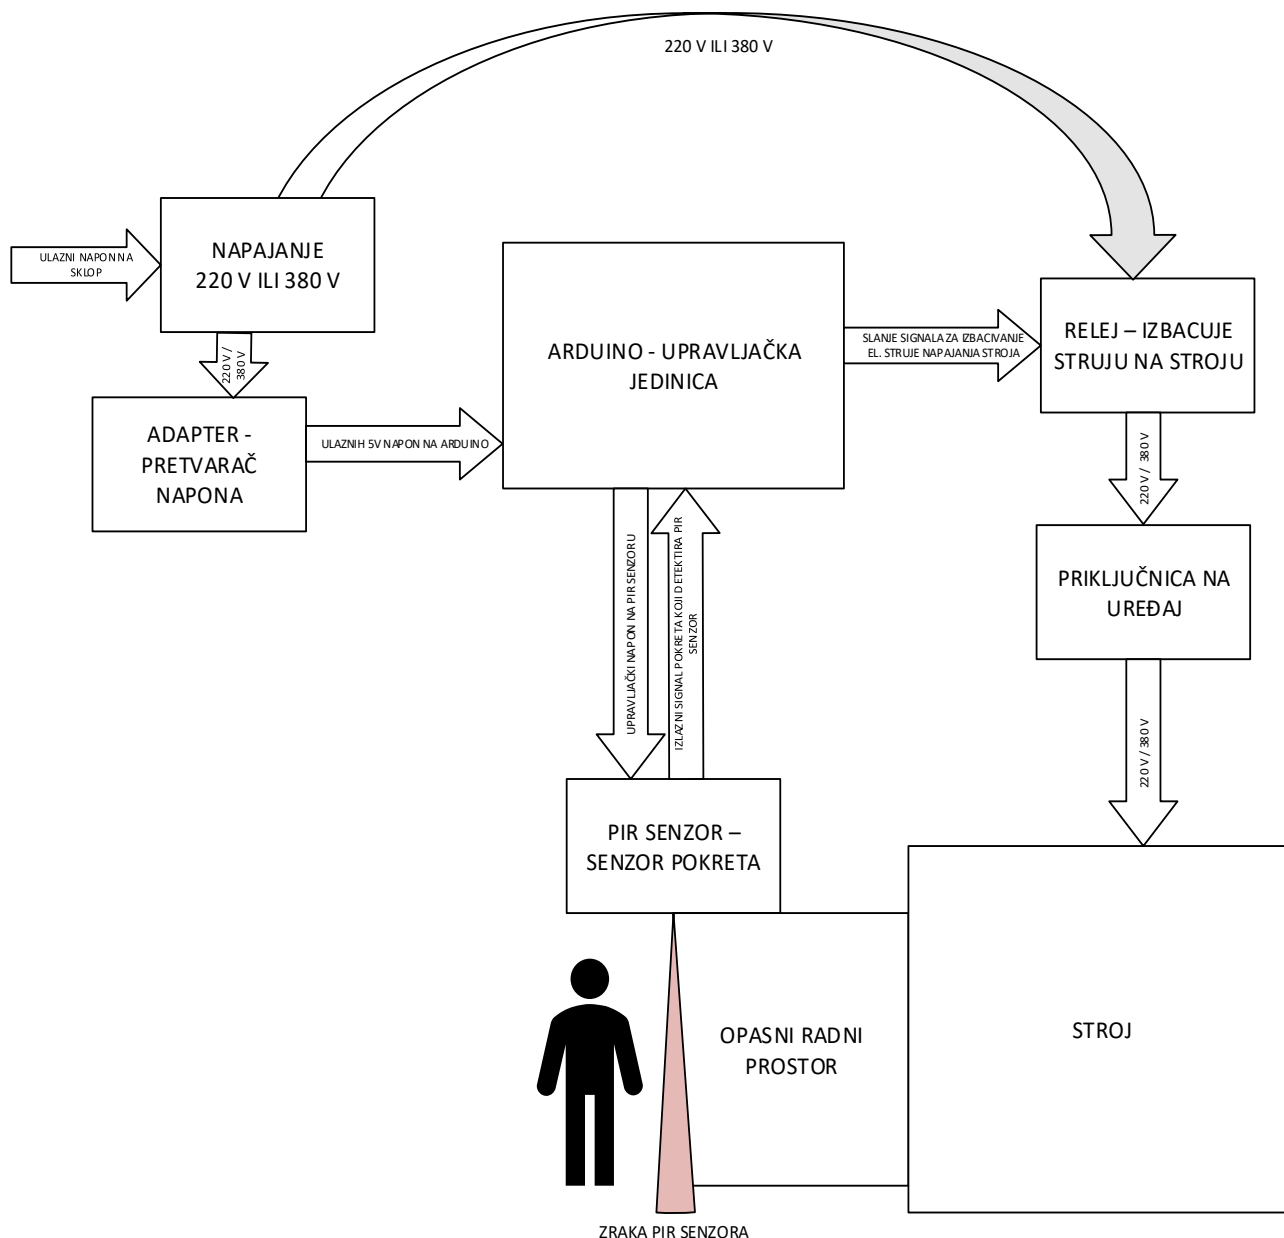 220 V ILI 380 V
ULAZNI NAPON NA
SKLOP
NAPAJANJE
220 V ILI 380 V
220 V /
380 V
ADAPTER -
PRETVARAČ
NAPONA
ULAZNIH 5V NAPON NA ARDUINO
ARDUINO - UPRAVLJAČKA
JEDINICA
SLANJE SIGNALA ZA IZBACIVANJE
EL. STRUJE NAPAJANJA STROJA
RELEJ – IZBACUJE
STRUJU NA STROJU
220 V / 380 V
PRIKLJUČNICA NA
UREĐAJ
220 V / 380 V
UPRAVLJAČKI NAPON NA PIR SENZORU
IZLAZNI SIGNAL POKRETA KOJI DETEKTIRA PIR
SENZOR
PIR SENZOR –
SENZOR POKRETA
OPASNI RADNI
PROSTOR
STROJ
ZRAKA PIR SENZORA